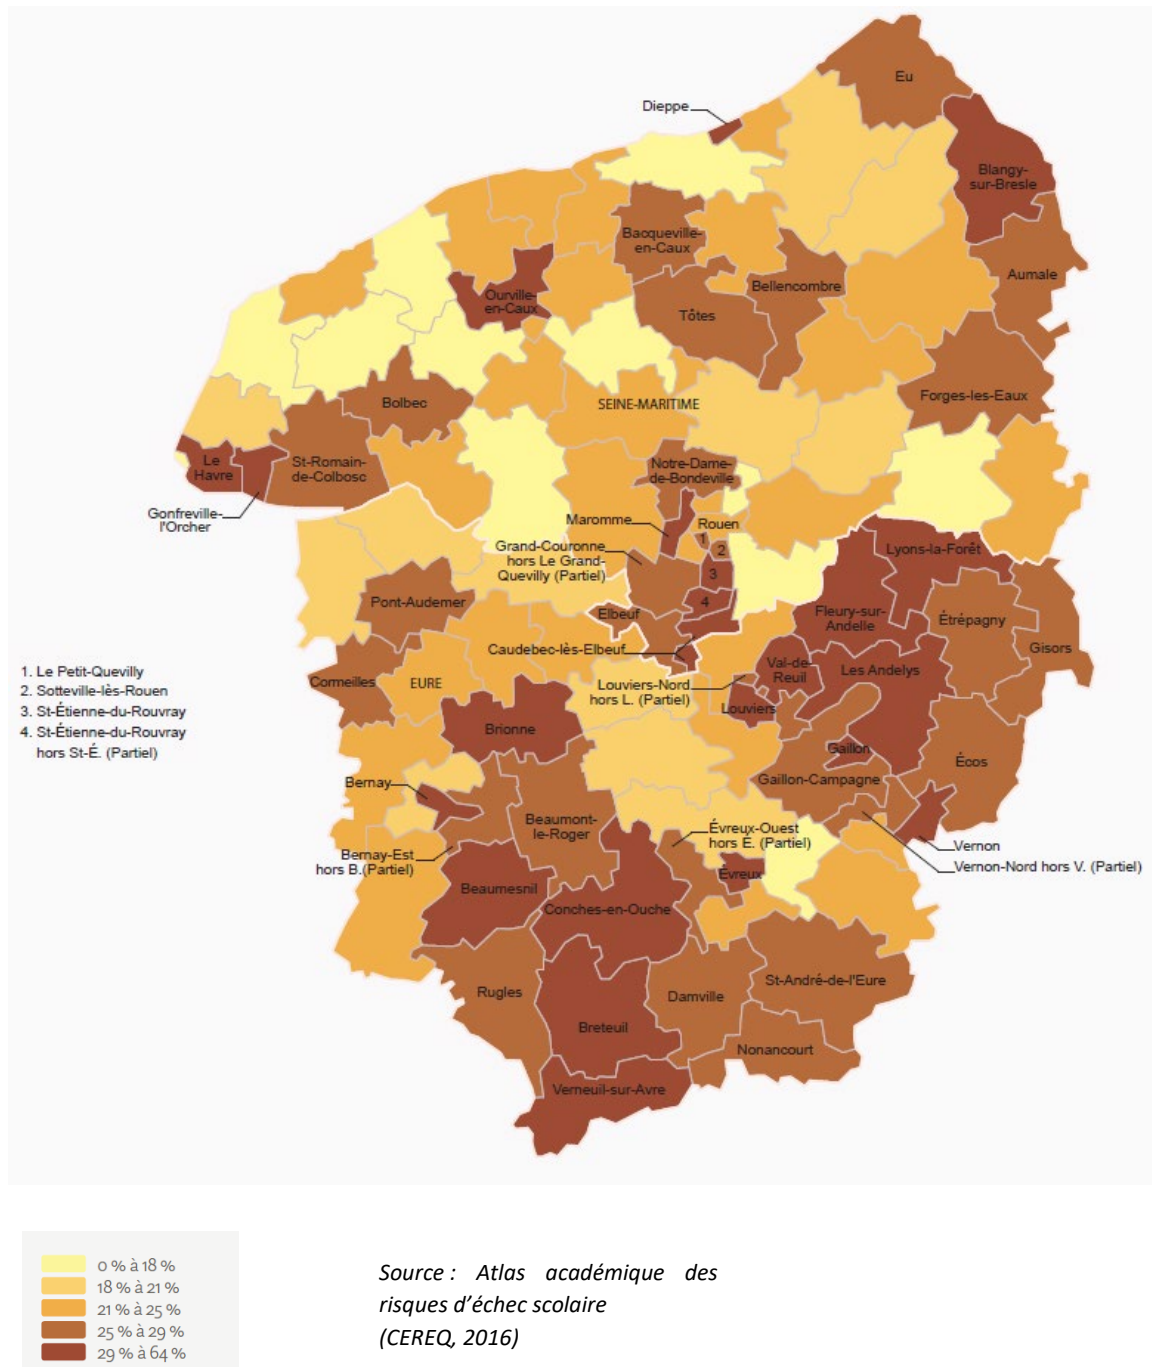 Eu
Dieppe
Blangy-
sur-Bresle
Bacqueville-
en-Caux
Aumale
Bellencombre
Ourville-
en-Caux
Tôtes
Forges-les-Eaux
Bolbec
SEINE-MARITIME
Le
Havre
St-Romain-
de-Colbosc
Notre-Dame-
de-Bondeville
Gonfreville-
l'Orcher
Maromme
Rouen
1
2
3
4
Grand-Couronne
hors Le Grand-
Quevilly (Partiel)
Lyons-la-Forêt
Pont-Audemer
Elbeuf
Fleury-sur-
Andelle
Étrépagny
Caudebec-lès-Elbeuf
Gisors
Val-de-
Reuil
Les Andelys
1. Le Petit-Quevilly
2. Sotteville-lès-Rouen
3. St-Étienne-du-Rouvray
4. St-Étienne-du-Rouvray
hors St-É. (Partiel)
Cormeilles
EURE
Louviers-Nord
hors L. (Partiel)
Louviers
Brionne
Gaillon
Écos
Gaillon-Campagne
Bernay
Beaumont-
le-Roger
Évreux-Ouest
hors É. (Partiel)
Vernon
Bernay-Est
hors B.(Partiel)
Vernon-Nord hors V. (Partiel)
Évreux
Beaumesnil
Conches-en-Ouche
St-André-de-l'Eure
Rugles
Damville
Breteuil
Nonancourt
Verneuil-sur-Avre
0 % à 18 %
18 % à 21 %
21 % à 25 %
25 % à 29 %
29 % à 64 %
Source : Atlas académique des
risques d'échec scolaire
(CEREQ, 2016)